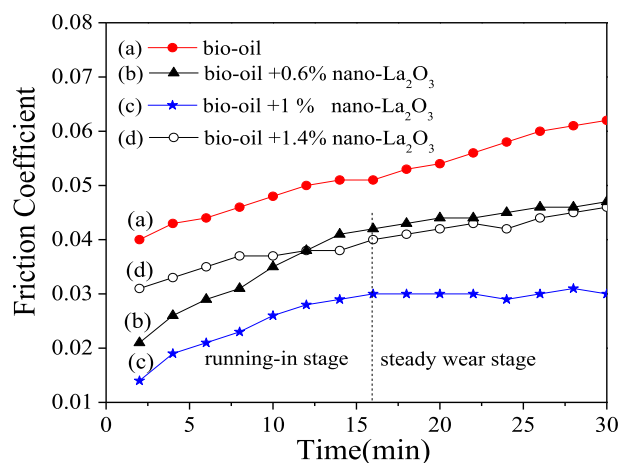 0.08
0.07
0.06
0.05
0.04
0.03
0.02
0.01
Friction Coefficient
(a) bio-oil
(b) bio-oil +0.6% nano-La₂O₃
(c) bio-oil +1 % nano-La₂O₃
(d) bio-oil +1.4% nano-La₂O₃
(a)
(d)
(b)
(c)
running-in stage
steady wear stage
0 5 10 15 20 25 30
Time(min)